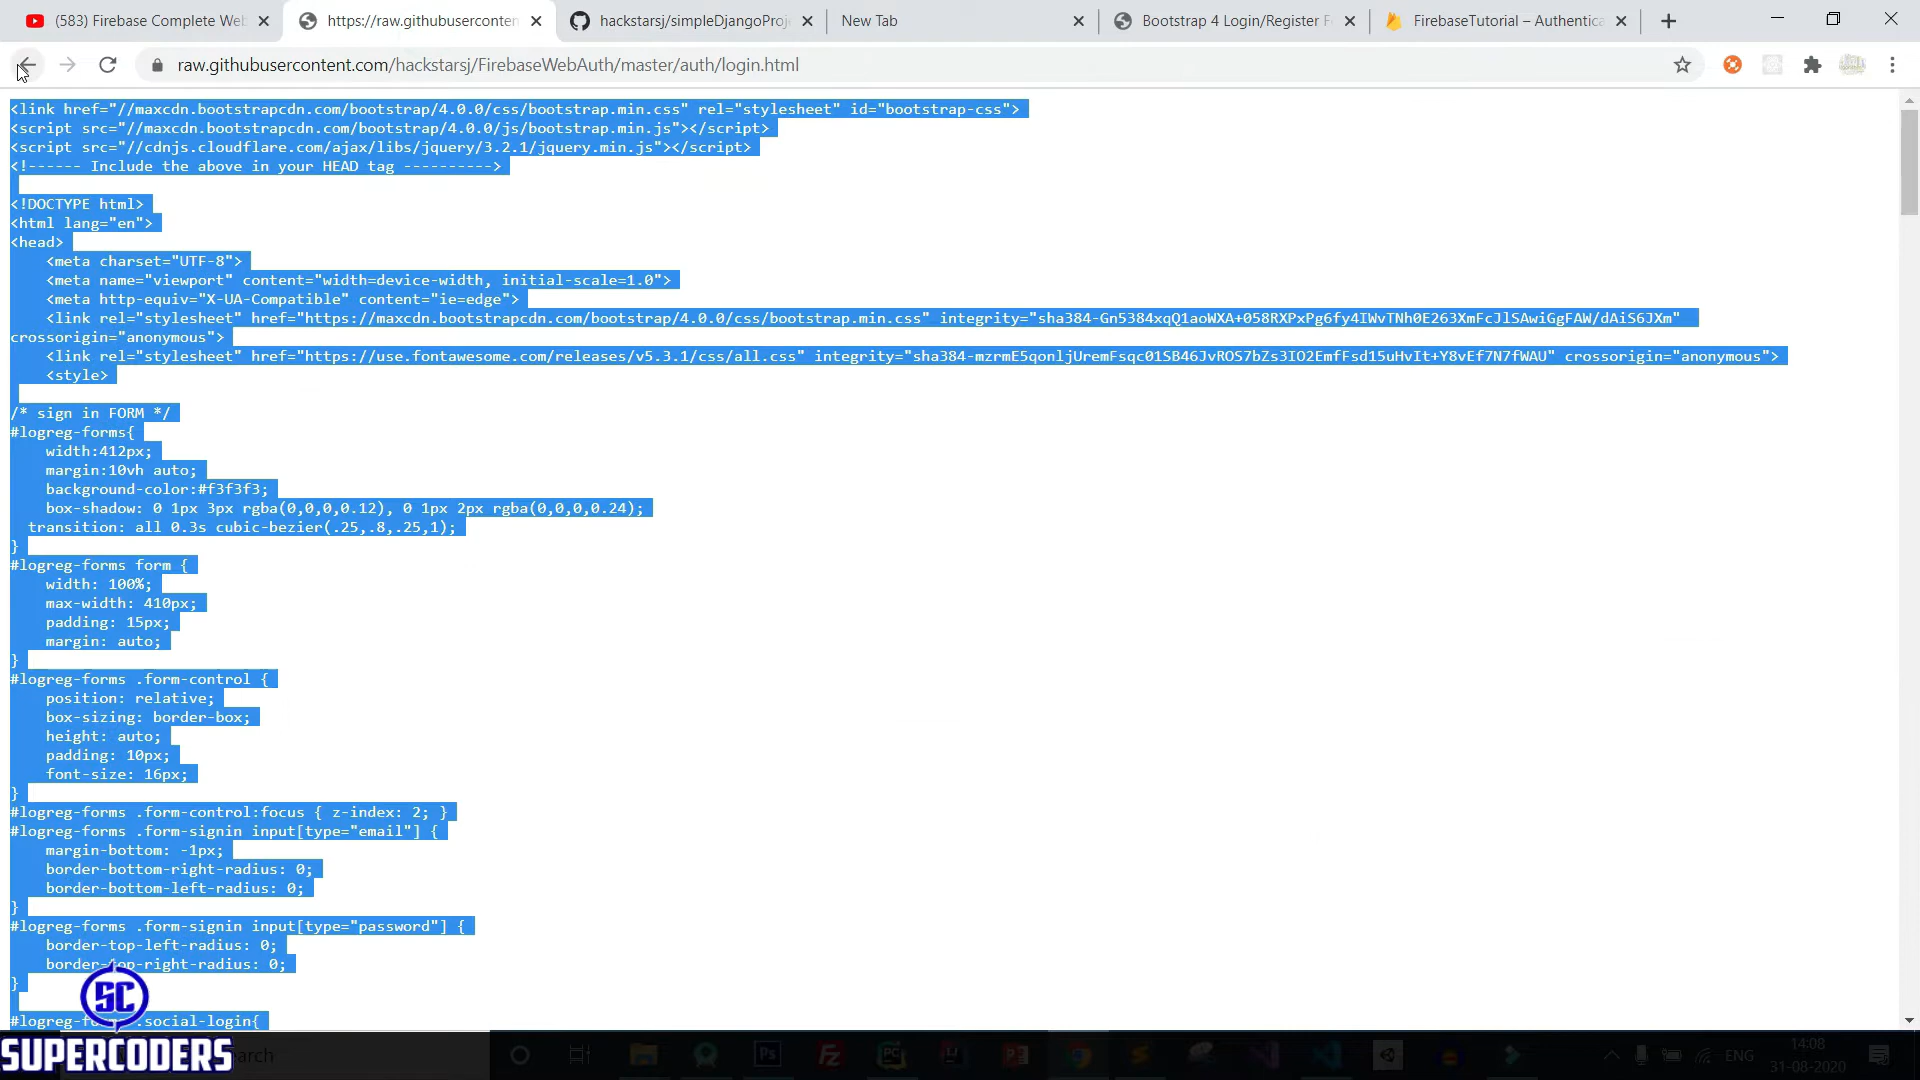 (583) Firebase Complete Web
https://raw.githubusercontent
hackstarsj/simpleDjangoProje
New Tab
Bootstrap 4 Login/Register Fo
FirebaseTutorial – Authentica
raw.githubusercontent.com/hackstarsj/FirebaseWebAuth/master/auth/login.html
<link href="//maxcdn.bootstrapcdn.com/bootstrap/4.0.0/css/bootstrap.min.css" rel="stylesheet" id="bootstrap-css">
<script src="//maxcdn.bootstrapcdn.com/bootstrap/4.0.0/js/bootstrap.min.js"></script>
<script src="//cdnjs.cloudflare.com/ajax/libs/jquery/3.2.1/jquery.min.js"></script>
<!------ Include the above in your HEAD tag ---------->
<!DOCTYPE html>
<html lang="en">
<head>
<meta charset="UTF-8">
<meta name="viewport" content="width=device-width, initial-scale=1.0">
<meta http-equiv="X-UA-Compatible" content="ie=edge">
<link rel="stylesheet" href="https://maxcdn.bootstrapcdn.com/bootstrap/4.0.0/css/bootstrap.min.css" integrity="sha384-Gn5384xqQ1aoWXA+058RXPxPg6fy4IWvTNh0E263XmFcJlSAwiGgFAW/dAiS6JXm"
crossorigin="anonymous">
<link rel="stylesheet" href="https://use.fontawesome.com/releases/v5.3.1/css/all.css" integrity="sha384-mzrmE5qonljUremFsqc01SB46JvROS7bZs3IO2EmfFsd15uHvIt+Y8vEf7N7fWAU" crossorigin="anonymous">
<style>
/* sign in FORM */
#logreg-forms{
width:412px;
margin:10vh auto;
background-color:#f3f3f3;
box-shadow: 0 1px 3px rgba(0,0,0,0.12), 0 1px 2px rgba(0,0,0,0.24);
transition: all 0.3s cubic-bezier(.25,.8,.25,1);
}
#logreg-forms form {
width: 100%;
max-width: 410px;
padding: 15px;
margin: auto;
}
#logreg-forms .form-control {
position: relative;
box-sizing: border-box;
height: auto;
padding: 10px;
font-size: 16px;
}
#logreg-forms .form-control:focus { z-index: 2; }
#logreg-forms .form-signin input[type="email"] {
margin-bottom: -1px;
border-bottom-right-radius: 0;
border-bottom-left-radius: 0;
}
#logreg-forms .form-signin input[type="password"] {
border-top-left-radius: 0;
border-top-right-radius: 0;
}
#logreg-fo .social-login{
SC
SUPERCODERS
earch
ENG
14:08
31-08-2020